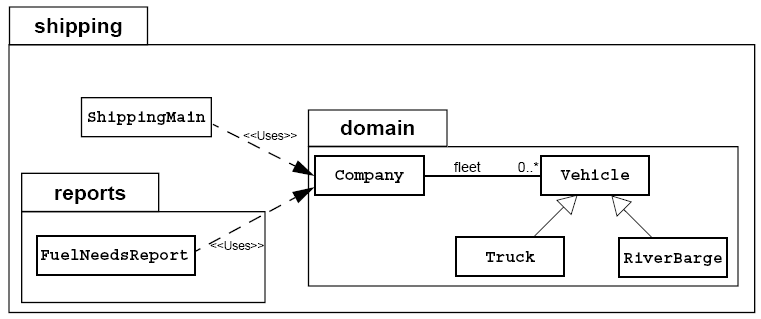 shipping
ShippingMain
<<Uses>>
domain
Company
fleet
0..*
Vehicle
reports
FuelNeedsReport
<<Uses>>
Truck
RiverBarge